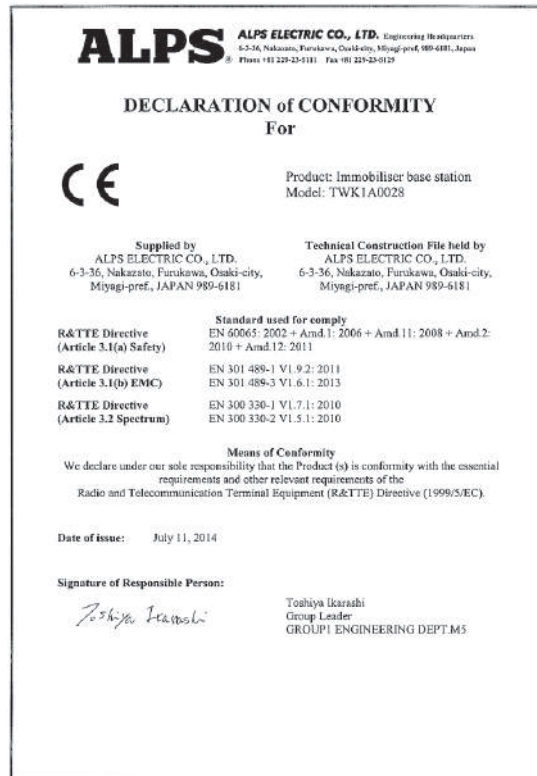 ALPS® ALPS ELECTRIC CO., LTD. Engineering Headquarters
6-3-36, Nakazato, Furukawa, Osaki-city, Miyagi-pref, 989-6181, Japan
Phone +81 229-23-5111 Fax +81 229-23-5129
DECLARATION of CONFORMITY
For
CE
Product: Immobiliser base station
Model: TWK1A0028
Supplied by
ALPS ELECTRIC CO., LTD.
6-3-36, Nakazato, Furukawa, Osaki-city,
Miyagi-pref., JAPAN 989-6181
Technical Construction File held by
ALPS ELECTRIC CO., LTD.
6-3-36, Nakazato, Furukawa, Osaki-city,
Miyagi-pref., JAPAN 989-6181
Standard used for comply
R&TTE Directive
(Article 3.1(a) Safety)
EN 60065: 2002 + Amd.1: 2006 + Amd.11: 2008 + Amd.2:
2010 + Amd.12: 2011
R&TTE Directive
(Article 3.1(b) EMC)
EN 301 489-1 V1.9.2: 2011
EN 301 489-3 V1.6.1: 2013
R&TTE Directive
(Article 3.2 Spectrum)
EN 300 330-1 V1.7.1: 2010
EN 300 330-2 V1.5.1: 2010
Means of Conformity
We declare under our sole responsibility that the Product (s) is conformity with the essential
requirements and other relevant requirements of the
Radio and Telecommunication Terminal Equipment (R&TTE) Directive (1999/5/EC).
Date of issue: July 11, 2014
Signature of Responsible Person:
Toshiya Ikarashi
Toshiya Ikarashi
Group Leader
GROUP1 ENGINEERING DEPT.M5